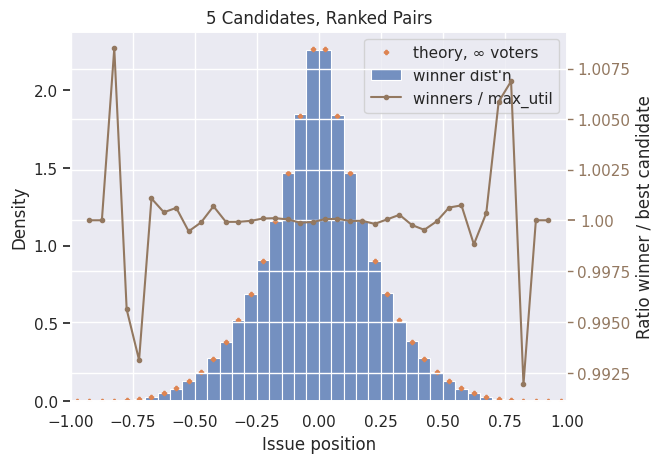 5 Candidates, Ranked Pairs
theory, ∞ voters
winner dist'n
winners / max_util
Density
2.0
1.5
1.0
0.5
0.0
1.0075
1.0050
1.0025
1.00
0.9975
0.9950
0.9925
Ratio winner / best candidate
−1.00 −0.75 −0.50 −0.25 0.00 0.25 0.50 0.75 1.00
Issue position